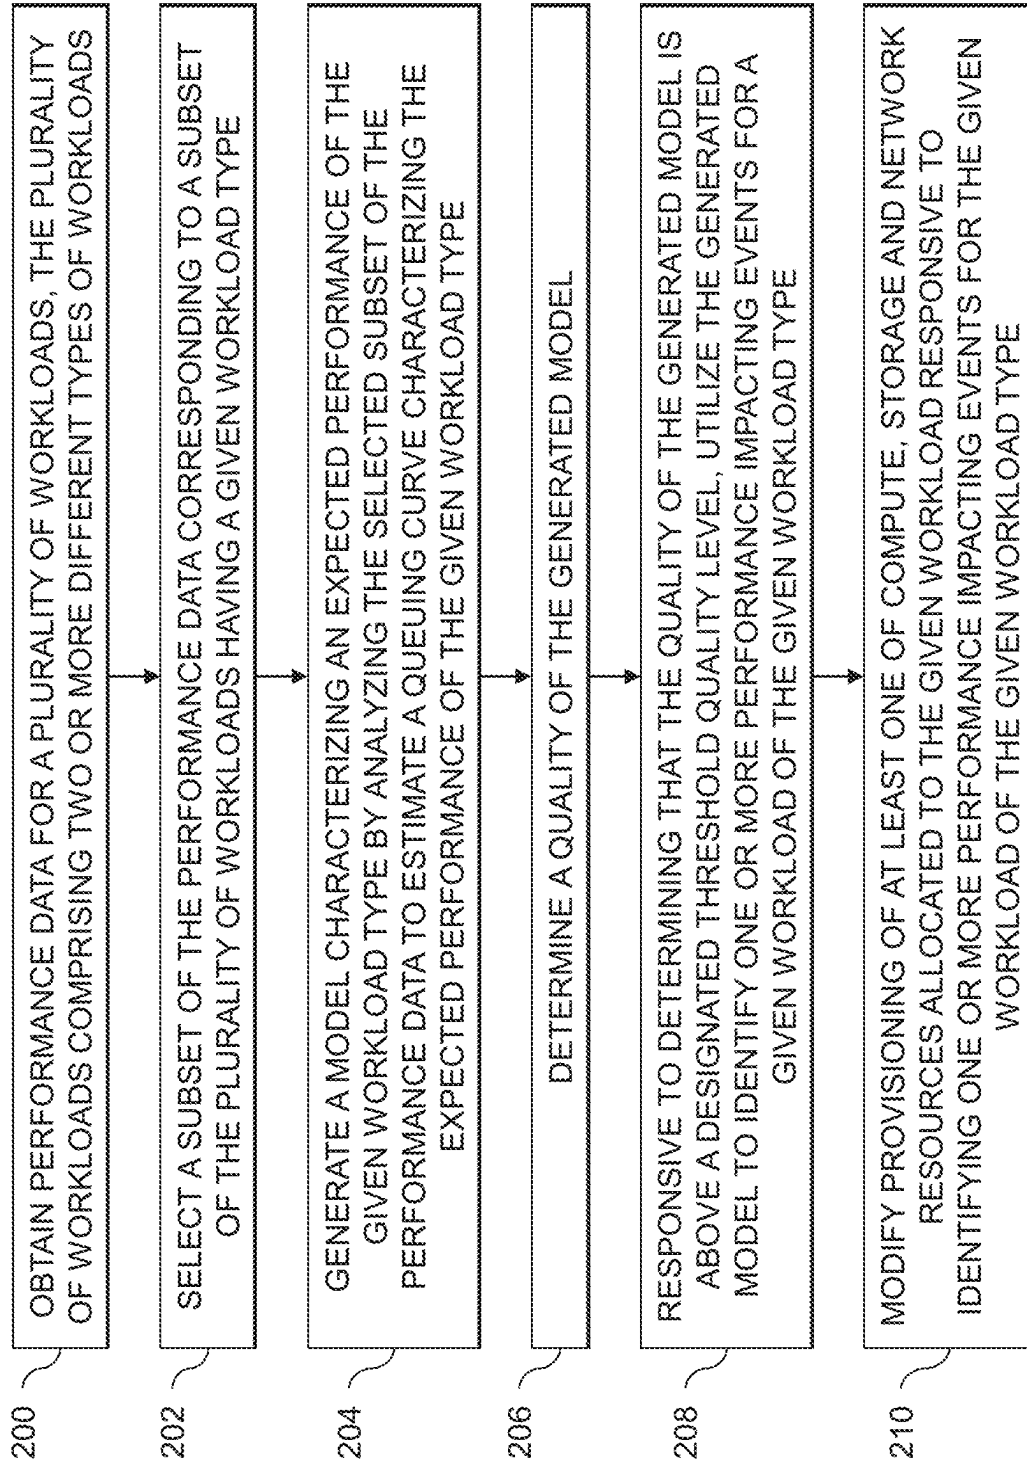 200
OBTAIN PERFORMANCE DATA FOR A PLURALITY OF WORKLOADS, THE PLURALITY
OF WORKLOADS COMPRISING TWO OR MORE DIFFERENT TYPES OF WORKLOADS
202
SELECT A SUBSET OF THE PERFORMANCE DATA CORRESPONDING TO A SUBSET
OF THE PLURALITY OF WORKLOADS HAVING A GIVEN WORKLOAD TYPE
204
GENERATE A MODEL CHARACTERIZING AN EXPECTED PERFORMANCE OF THE
GIVEN WORKLOAD TYPE BY ANALYZING THE SELECTED SUBSET OF THE
PERFORMANCE DATA TO ESTIMATE A QUEUING CURVE CHARACTERIZING THE
EXPECTED PERFORMANCE OF THE GIVEN WORKLOAD TYPE
206
DETERMINE A QUALITY OF THE GENERATED MODEL
208
RESPONSIVE TO DETERMINING THAT THE QUALITY OF THE GENERATED MODEL IS
ABOVE A DESIGNATED THRESHOLD QUALITY LEVEL, UTILIZE THE GENERATED
MODEL TO IDENTIFY ONE OR MORE PERFORMANCE IMPACTING EVENTS FOR A
GIVEN WORKLOAD OF THE GIVEN WORKLOAD TYPE
210
MODIFY PROVISIONING OF AT LEAST ONE OF COMPUTE, STORAGE AND NETWORK
RESOURCES ALLOCATED TO THE GIVEN WORKLOAD RESPONSIVE TO
IDENTIFYING ONE OR MORE PERFORMANCE IMPACTING EVENTS FOR THE GIVEN
WORKLOAD OF THE GIVEN WORKLOAD TYPE